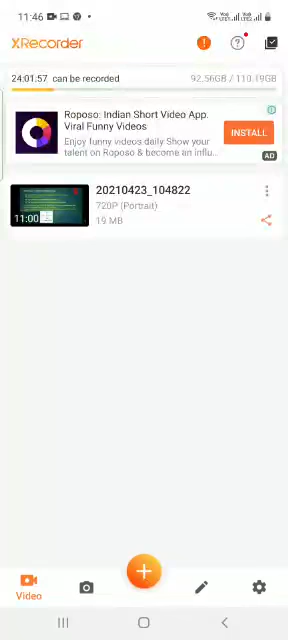 11:46
XRecorder
24:01:57 can be recorded
92.56GB / 110.19GB
Roposo: Indian Short Video App.
Viral Funny Videos
Enjoy funny videos daily Show your
talent on Roposo & become an influ...
INSTALL
AD
20210423_104822
720P (Portrait)
19 MB
11:00
Video